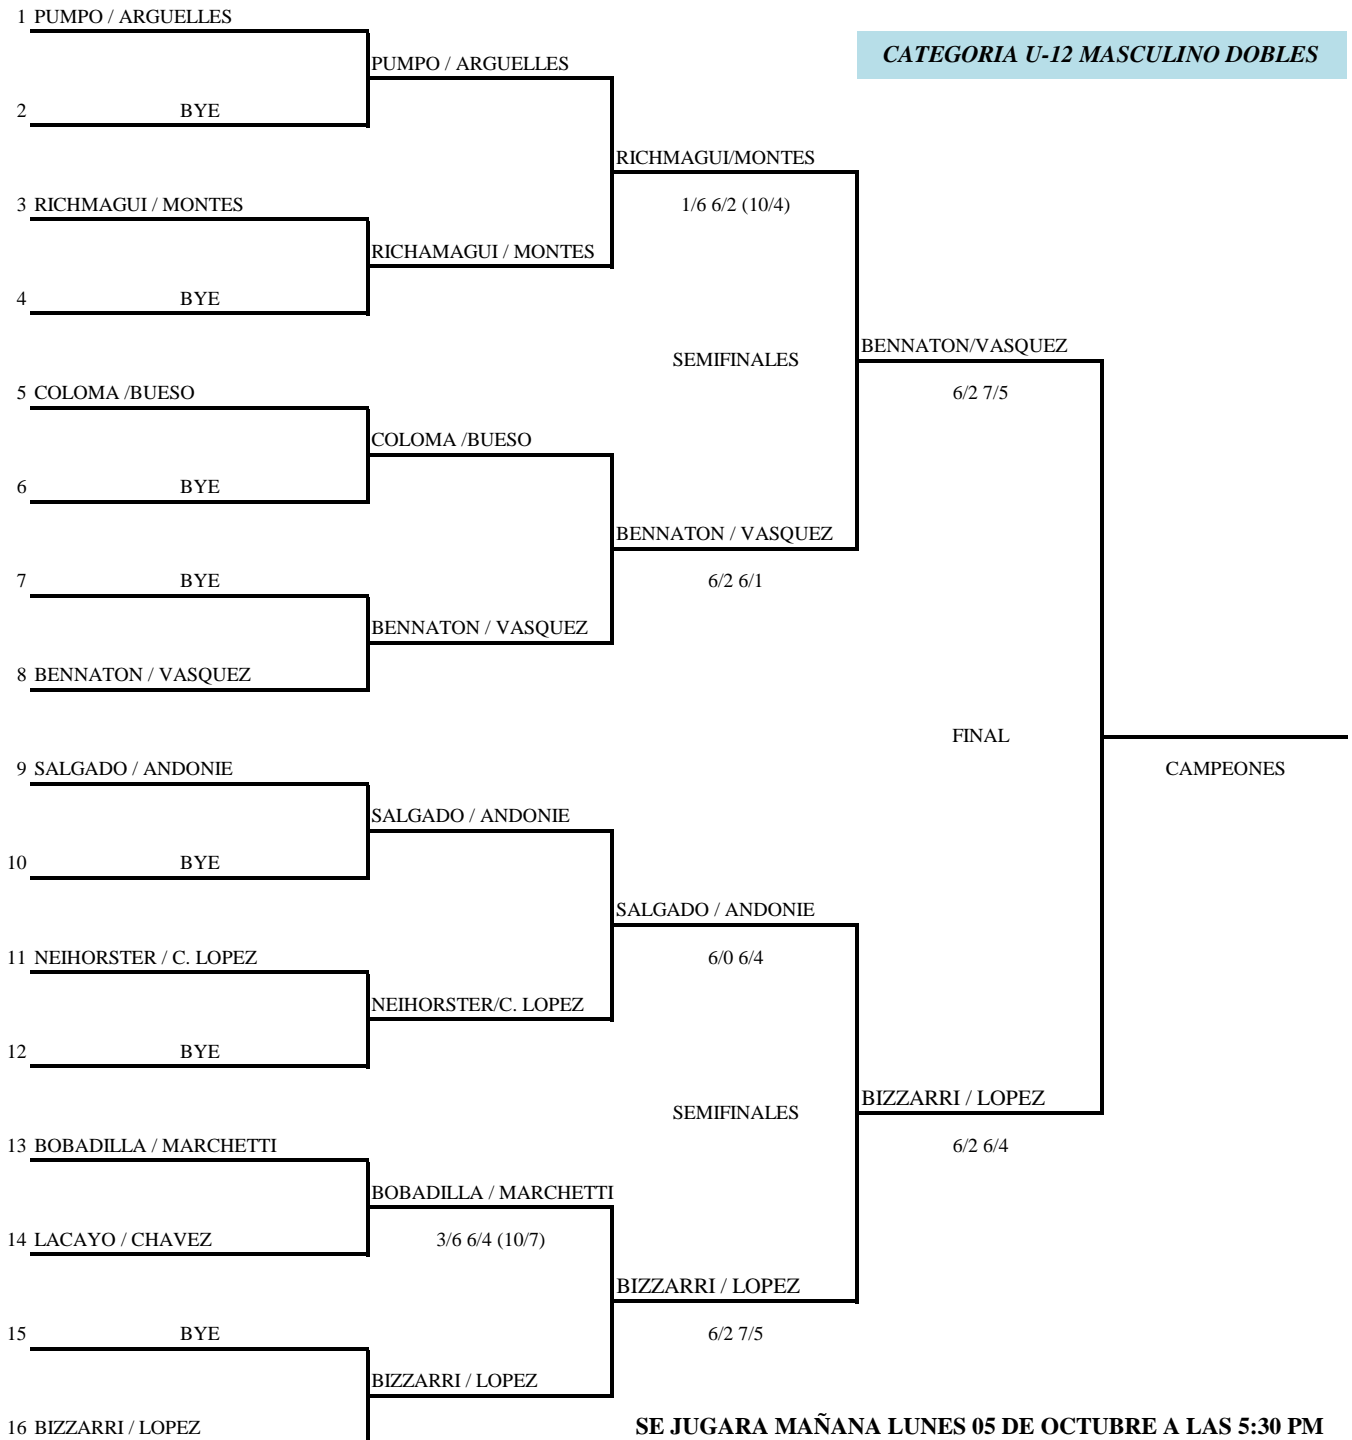 1 PUMPO / ARGUELLES
CATEGORIA U-12 MASCULINO DOBLES
PUMPO / ARGUELLES
2 BYE
RICHMAGUI/MONTES
3 RICHMAGUI / MONTES
1/6 6/2 (10/4)
RICHAMAGUI / MONTES
4 BYE
BENNATON/VASQUEZ
SEMIFINALES
5 COLOMA /BUESO
6/2 7/5
COLOMA /BUESO
6 BYE
BENNATON / VASQUEZ
7 BYE
6/2 6/1
BENNATON / VASQUEZ
8 BENNATON / VASQUEZ
FINAL
9 SALGADO / ANDONIE
CAMPEONES
SALGADO / ANDONIE
10 BYE
SALGADO / ANDONIE
11 NEIHORSTER / C. LOPEZ
6/0 6/4
NEIHORSTER/C. LOPEZ
12 BYE
BIZZARRI / LOPEZ
SEMIFINALES
13 BOBADILLA / MARCHETTI
6/2 6/4
BOBADILLA / MARCHETTI
14 LACAYO / CHAVEZ
3/6 6/4 (10/7)
BIZZARRI / LOPEZ
15 BYE
6/2 7/5
BIZZARRI / LOPEZ
16 BIZZARRI / LOPEZ
SE JUGARA MAÑANA LUNES 05 DE OCTUBRE A LAS 5:30 PM